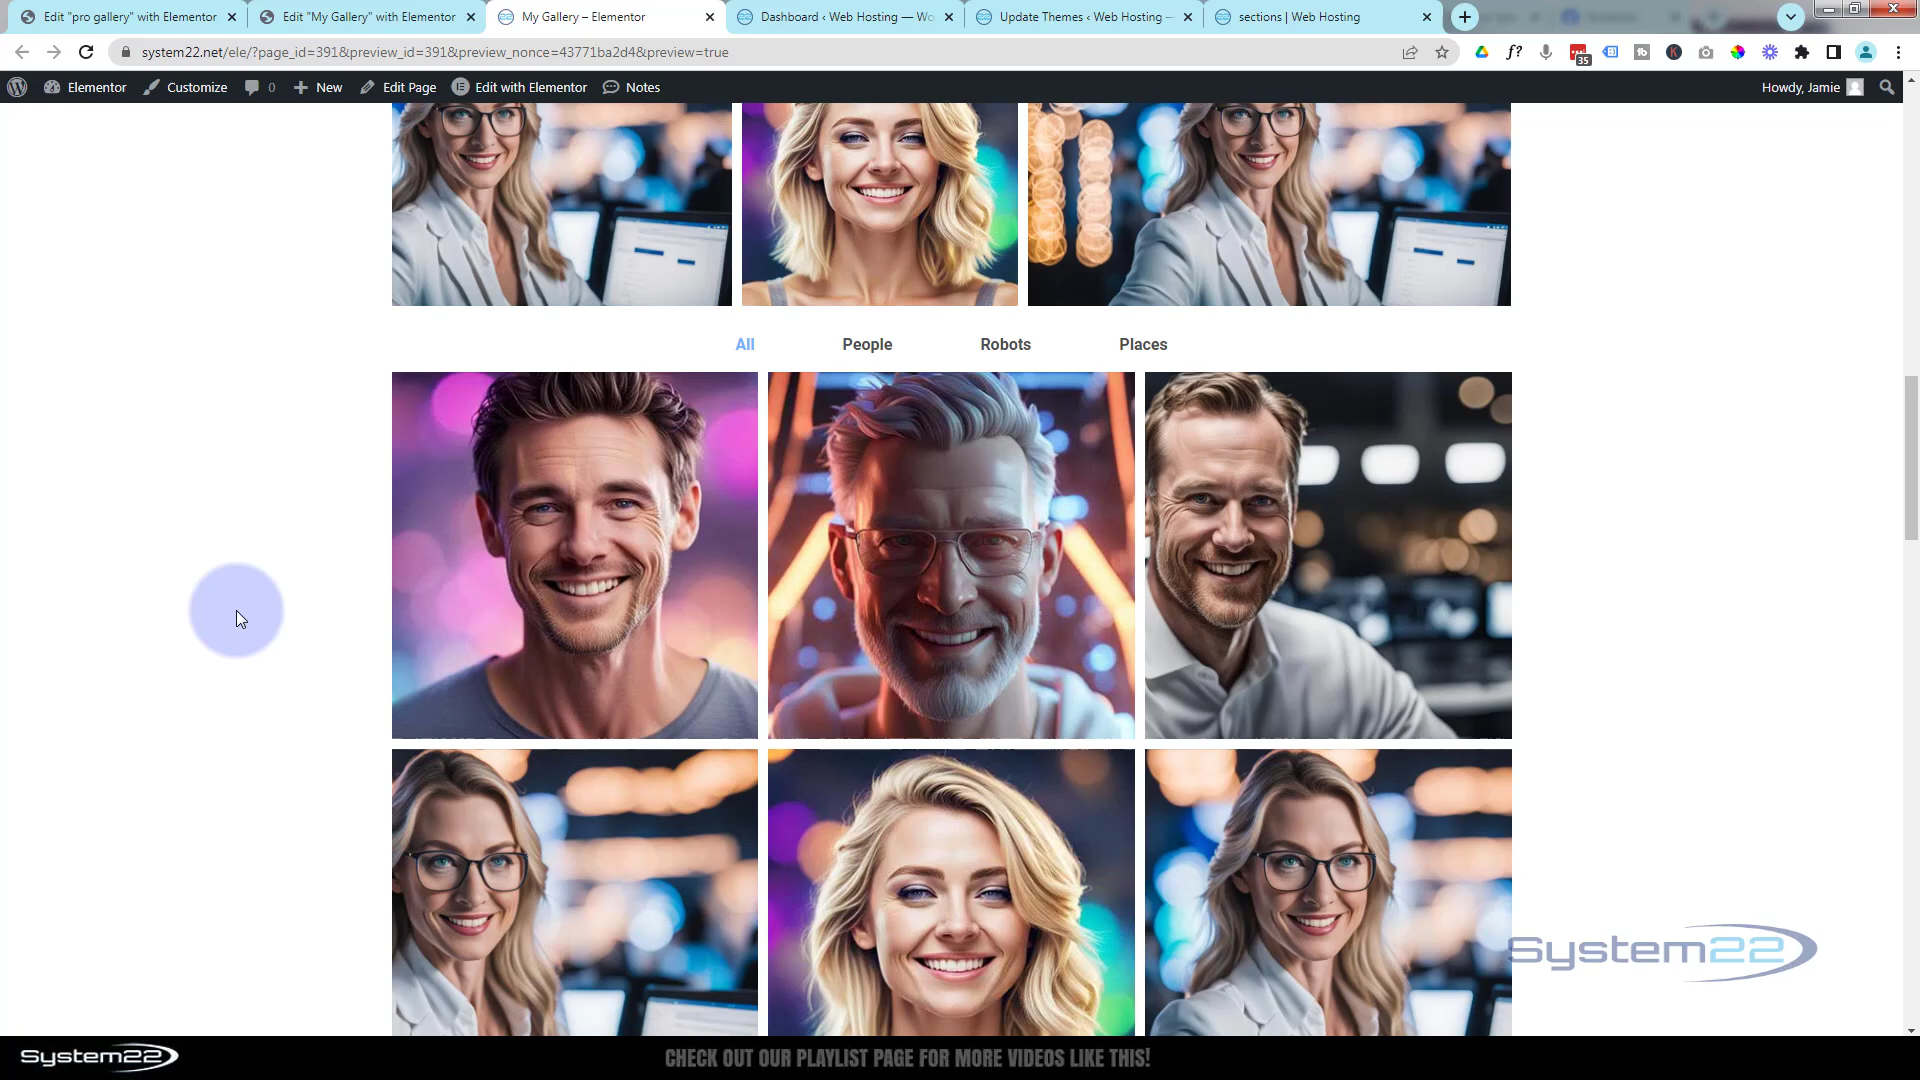 Edit "pro gallery" with Elementor
Edit "My Gallery" with Elementor
My Gallery – Elementor
Dashboard ‹ Web Hosting — Wo
Update Themes ‹ Web Hosting —
sections | Web Hosting
system22.net/ele/?page_id=391&preview_id=391&preview_nonce=43771ba2d4&preview=true
f?
35
Elementor
Customize
0
New
Edit Page
Edit with Elementor
Notes
Howdy, Jamie
All
People
Robots
Places
System22
System22
CHECK OUT OUR PLAYLIST PAGE FOR MORE VIDEOS LIKE THIS!